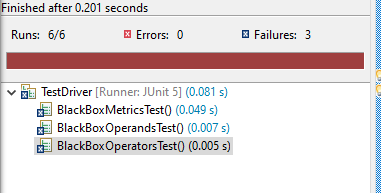 Finished after 0.201 seconds
Runs: 6/6 Errors: 0 Failures: 3
TestDriver [Runner: JUnit 5] (0.081 s)
BlackBoxMetricsTest() (0.049 s)
BlackBoxOperandsTest() (0.007 s)
BlackBoxOperatorsTest() (0.005 s)